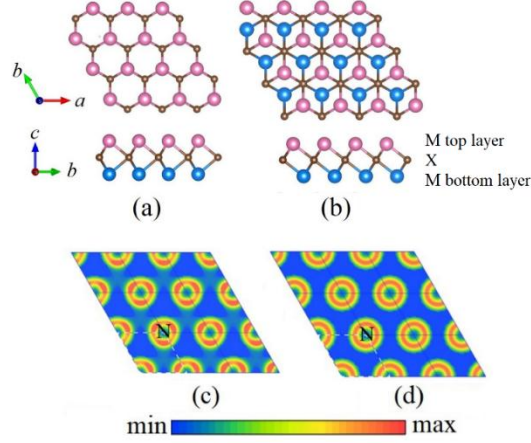 b
a
c
b
M top layer
X
M bottom layer
(a)
(b)
N
N
(c)
(d)
min
max